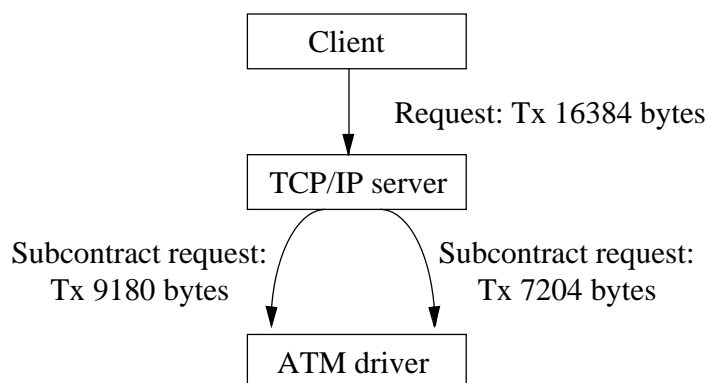 Client
Request: Tx 16384 bytes
TCP/IP server
Subcontract request:
Tx 9180 bytes
Subcontract request:
Tx 7204 bytes
ATM driver